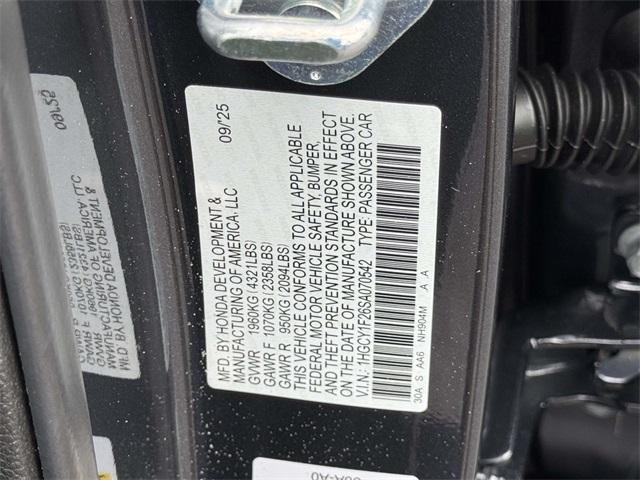 MFD. BY HONDA DEVELOPMENT &
MANUFACTURING OF AMERICA, LLC 09/25
GVWR 1960KG (4321LBS)
GAWR F 1070KG (2358LBS)
GAWR R 950KG (2094LBS)
THIS VEHICLE CONFORMS TO ALL APPLICABLE
FEDERAL MOTOR VEHICLE SAFETY, BUMPER,
AND THEFT PREVENTION STANDARDS IN EFFECT
ON THE DATE OF MANUFACTURE SHOWN ABOVE.
V.I.N.: 1HGCY1F26SA070542 TYPE: PASSENGER CAR
30A S AA6 NH904M A A